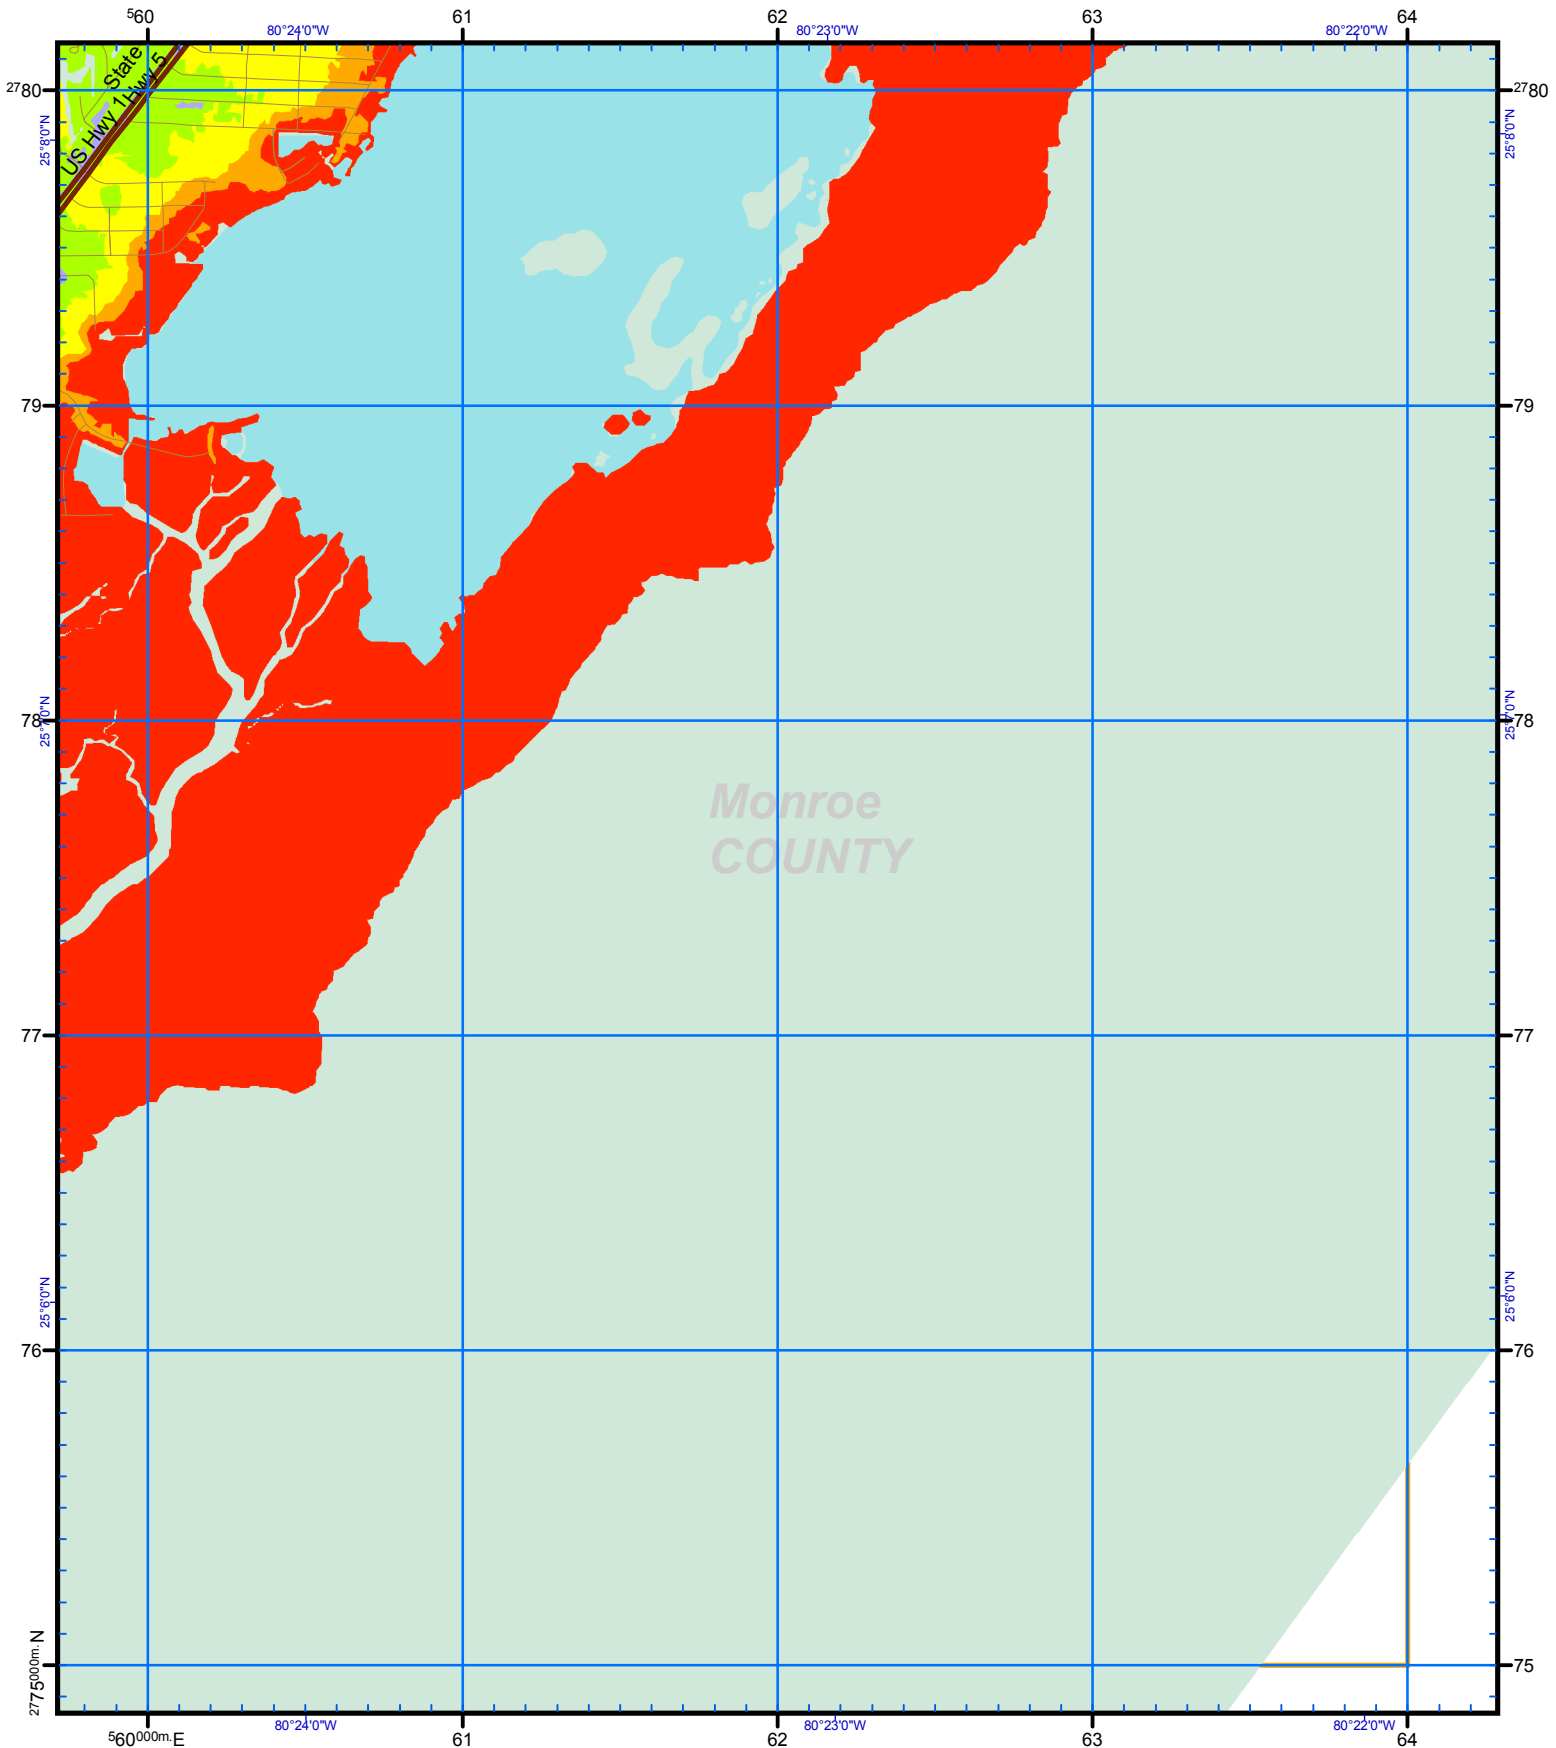 560 61 62 63 64
80°24'0"W 80°23'0"W 80°22'0"W
State
Hwy 5
US Hwy 1
2780 2780
25°8'0"N 25°8'0"N
79 79
78 78
25°7'0"N 25°7'0"N
Monroe
COUNTY
77 77
25°6'0"N 25°6'0"N
76 76
2775000m. N 75
80°24'0"W 80°23'0"W 80°22'0"W
560000m. E 61 62 63 64